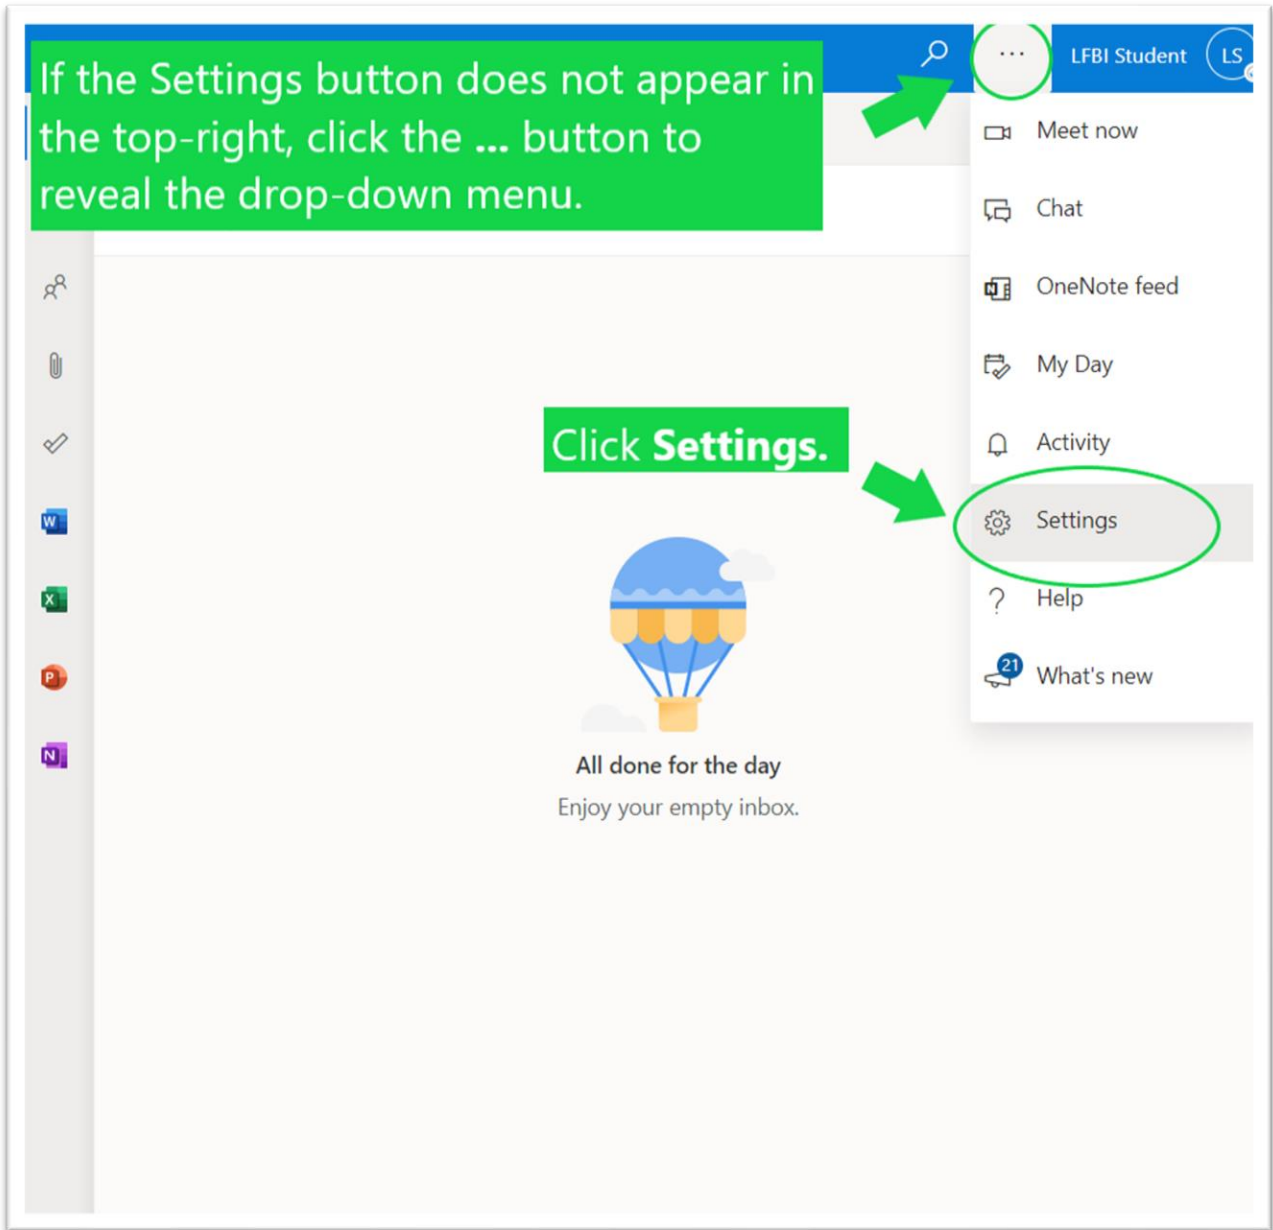 If the Settings button does not appear in
the top-right, click the ... button to
reveal the drop-down menu.
... LFBI Student LS
Meet now
Chat
OneNote feed
My Day
Activity
Click Settings.
Settings
W
X
Help
P
21
What's new
N
All done for the day
Enjoy your empty inbox.